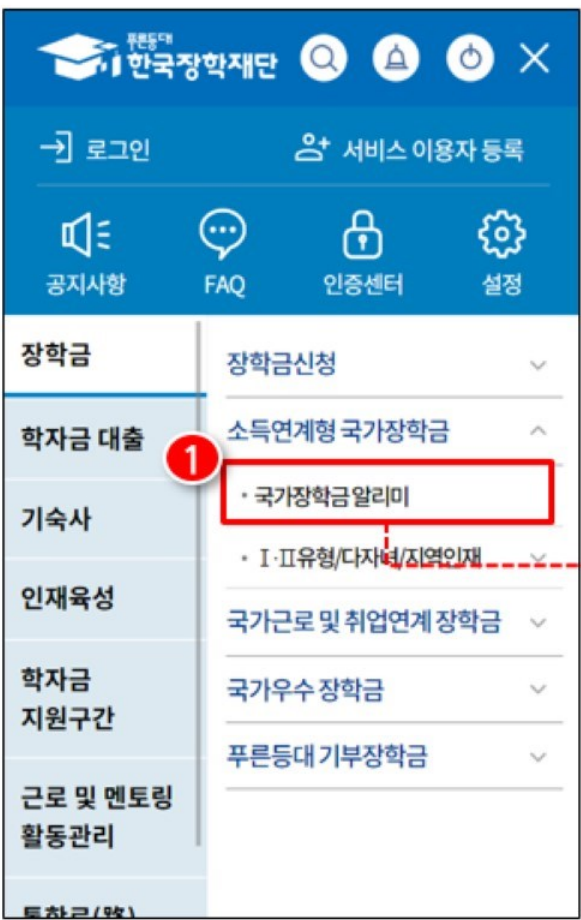 푸른등대
한국장학재단
로그인
서비스 이용자 등록
공지사항
FAQ
인증센터
설정
장학금
학자금 대출
기숙사
인재육성
학자금
지원구간
근로 및 멘토링
활동관리
통학로(路)
장학금신청
소득연계형 국가장학금
1
· 국가장학금알리미
· Ⅰ·Ⅱ유형/다자녀/지역인재
국가근로 및 취업연계 장학금
국가우수 장학금
푸른등대 기부장학금